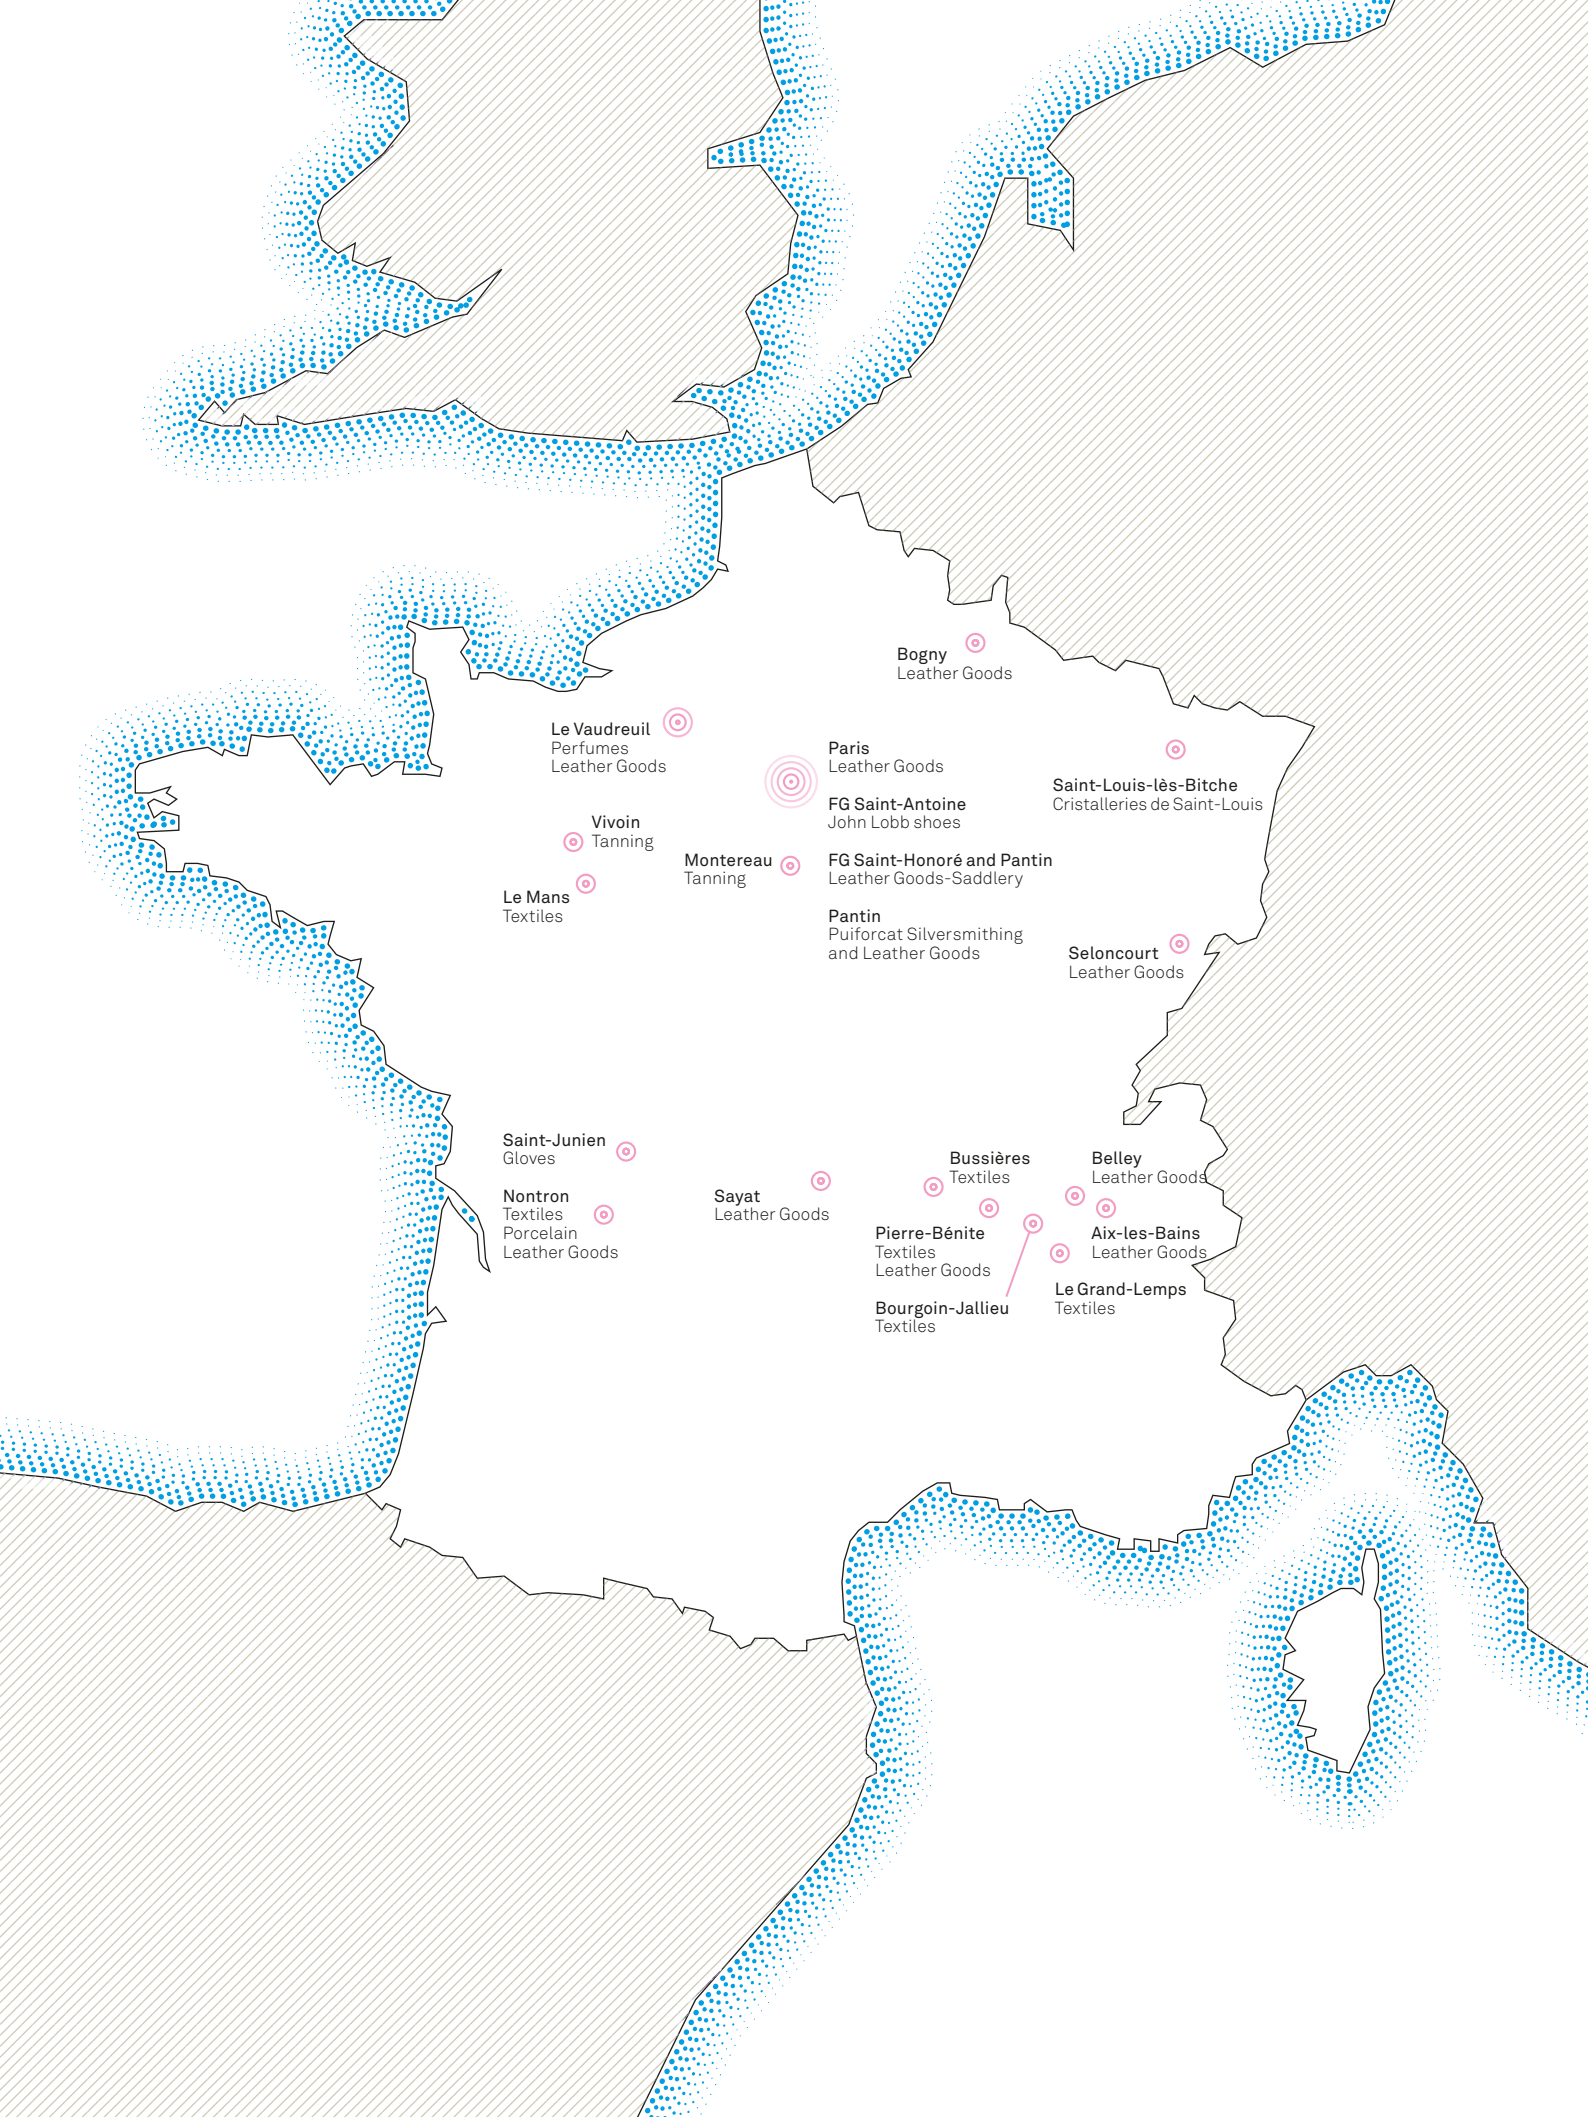 Bogny
Leather Goods
Le Vaudreuil
Perfumes
Leather Goods
Paris
Leather Goods
FG Saint-Antoine
John Lobb shoes
FG Saint-Honoré and Pantin
Leather Goods-Saddlery
Pantin
Puiforcat Silversmithing
and Leather Goods
Saint-Louis-lès-Bitche
Cristalleries de Saint-Louis
Vivoin
Tanning
Montereau
Tanning
Le Mans
Textiles
Seloncourt
Leather Goods
Saint-Junien
Gloves
Nontron
Textiles
Porcelain
Leather Goods
Sayat
Leather Goods
Bussières
Textiles
Belley
Leather Goods
Pierre-Bénite
Textiles
Leather Goods
Aix-les-Bains
Leather Goods
Bourgoin-Jallieu
Textiles
Le Grand-Lemps
Textiles